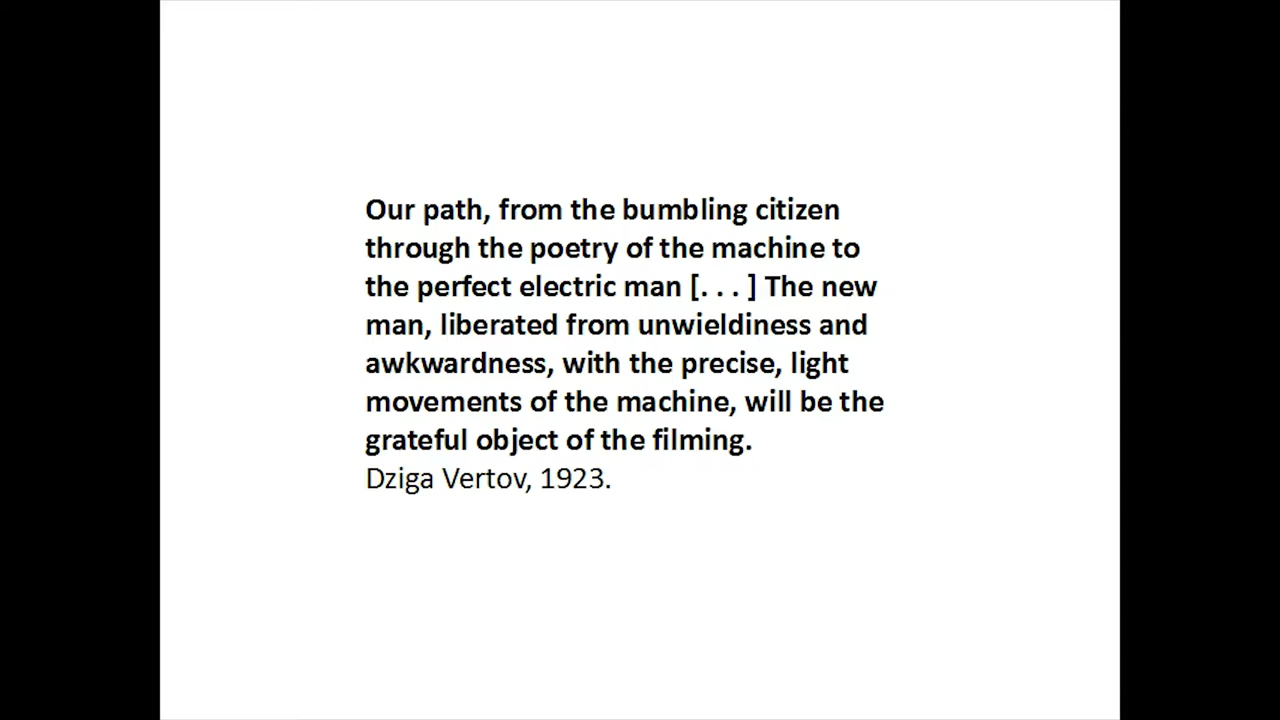 Our path, from the bumbling citizen
through the poetry of the machine to
the perfect electric man [. . . ] The new
man, liberated from unwieldiness and
awkwardness, with the precise, light
movements of the machine, will be the
grateful object of the filming.
Dziga Vertov, 1923.